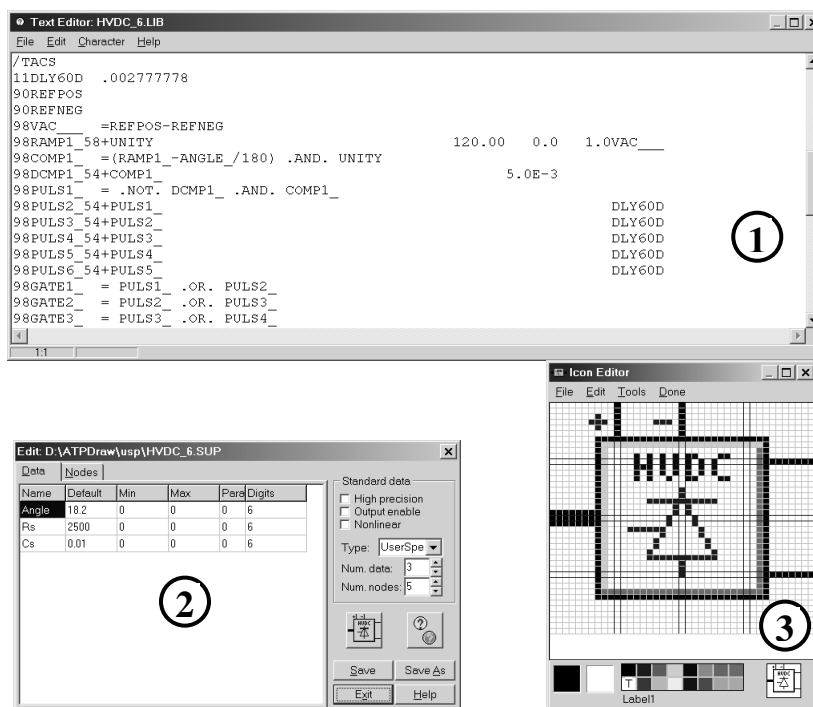 Text Editor: HVDC_6.LIB
File Edit Character Help
/TACS
11DLY60D .002777778
90REFPOS
90REFNEG
98VAC___ =REFPOS-REFNEG
98RAMP1_58+UNITY 120.00 0.0 1.0VAC___
98COMP1_ =(RAMP1_-ANGLE_/180) .AND. UNITY
98DCMP1_54+COMP1_ 5.0E-3
98PULS1_ = .NOT. DCMP1_ .AND. COMP1_
98PULS2_54+PULS1_ DLY60D
98PULS3_54+PULS2_ DLY60D
98PULS4_54+PULS3_ DLY60D
98PULS5_54+PULS4_ DLY60D
98PULS6_54+PULS5_ DLY60D
98GATE1_ = PULS1_ .OR. PULS2_
98GATE2_ = PULS2_ .OR. PULS3_
98GATE3_ = PULS3_ .OR. PULS4_
1:1
1
Edit: D:\ATPDraw\usp\HVDC_6.SUP
Data Nodes
Name Default Min Max Para Digits
Angle 18.2 0 0 0 6
Rs 2500 0 0 0 6
Cs 0.01 0 0 0 6
Standard data
High precision
Output enable
Nonlinear
Type: UserSpe
Num. data: 3
Num. nodes: 5
HVDC
Save Save As
Exit Help
2
Icon Editor
File Edit Tools Done
+ -
HVDC
T
Label1
HVDC
3